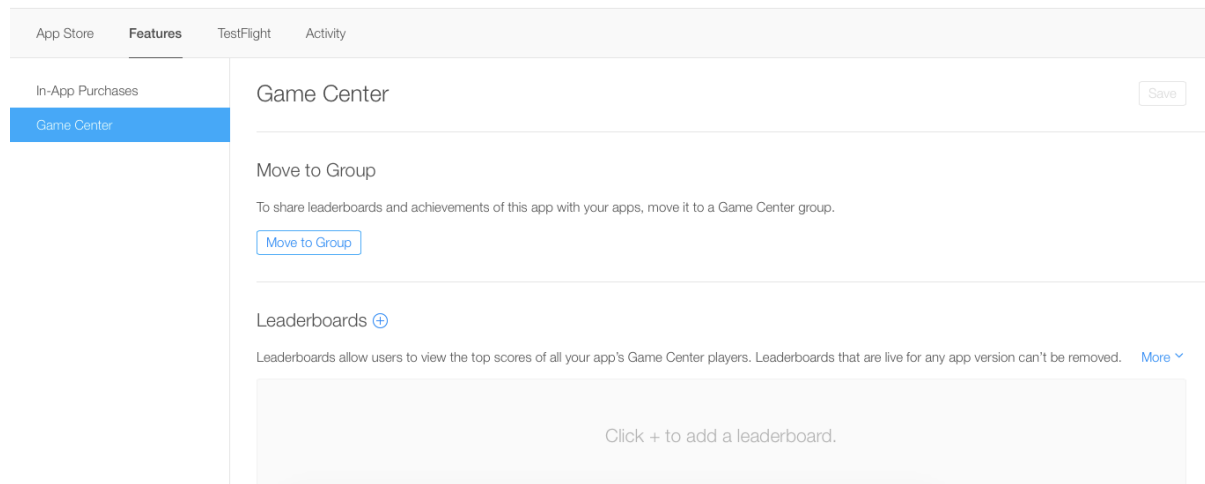 App Store Features TestFlight Activity
In-App Purchases
Game Center
Game Center
Save
Move to Group
To share leaderboards and achievements of this app with your apps, move it to a Game Center group.
Move to Group
Leaderboards
Leaderboards allow users to view the top scores of all your app's Game Center players. Leaderboards that are live for any app version can't be removed. More
Click + to add a leaderboard.